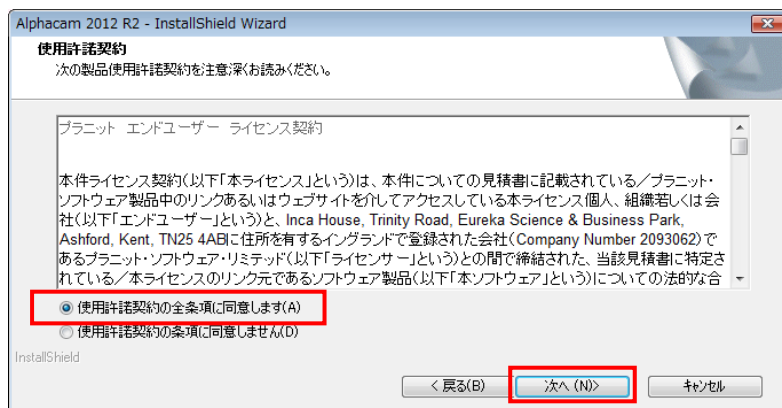 Alphacam 2012 R2 - InstallShield Wizard
使用許諾契約
次の製品使用許諾契約を注意深くお読みください。
プラニット エンドユーザー ライセンス契約
本件ライセンス契約(以下「本ライセンス」という)は、本件についての見積書に記載されている／プラニット・
ソフトウェア製品中のリンクあるいはウェブサイトを介してアクセスしている本ライセンス個人、組織若しくは会
社(以下「エンドユーザー」という)と、Inca House, Trinity Road, Eureka Science & Business Park,
Ashford, Kent, TN25 4ABに住所を有するイングランドで登録された会社(Company Number 2093062)で
あるプラニット・ソフトウェア・リミテッド(以下「ライセンサー」という)との間で締結された、当該見積書に特定さ
れている／本ライセンスのリンク元であるソフトウェア製品(以下「本ソフトウェア」という)についての法的な合
使用許諾契約の全条項に同意します(A)
使用許諾契約の条項に同意しません(D)
InstallShield
< 戻る(B)
次へ (N)>
キャンセル